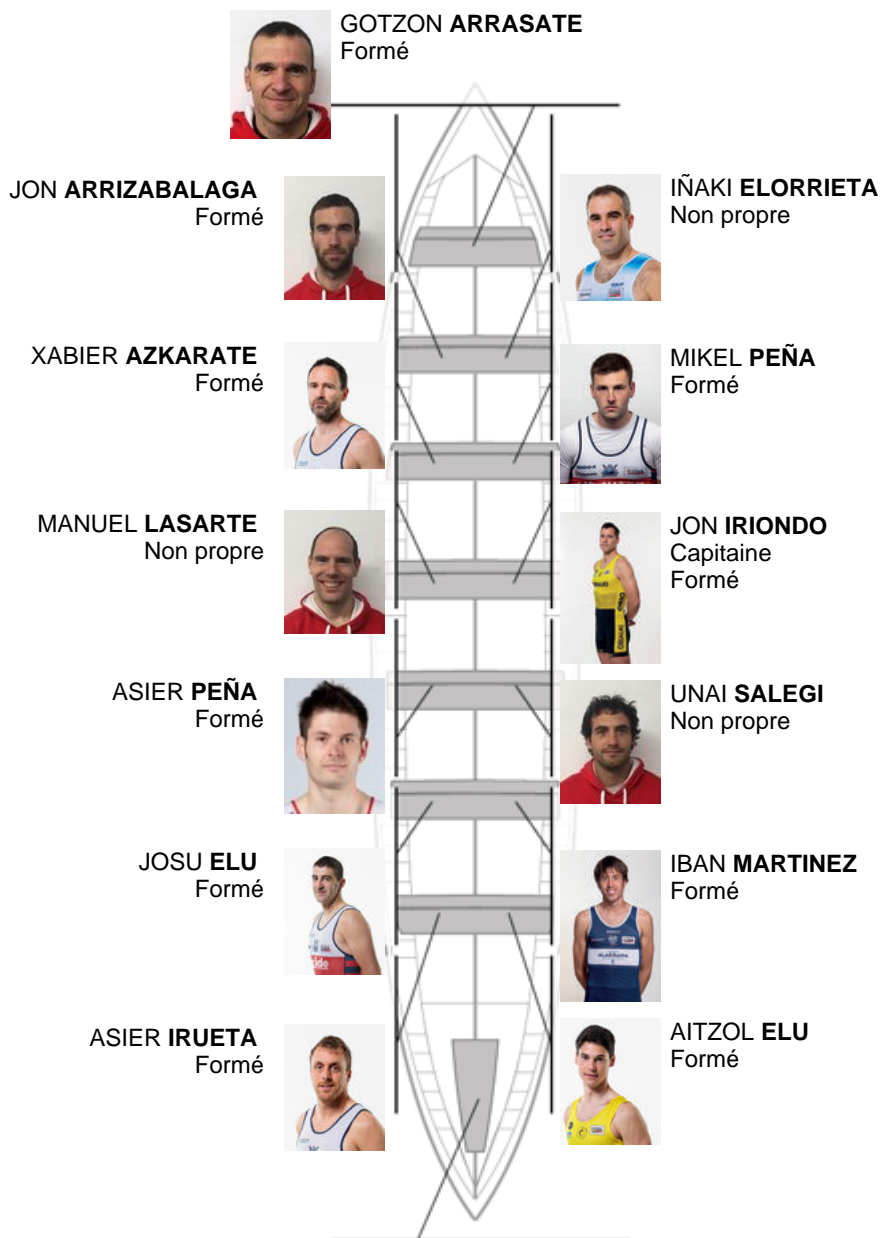 GOTZON ARRASATE
Formé
JON ARRIZABALAGA
Formé
IÑAKI ELORRIETA
Non propre
XABIER AZKARATE
Formé
MIKEL PEÑA
Formé
MANUEL LASARTE
Non propre
JON IRIONDO
Capitaine
Formé
ASIER PEÑA
Formé
UNAI SALEGI
Non propre
JOSU ELU
Formé
IBAN MARTINEZ
Formé
ASIER IRUETA
Formé
AITZOL ELU
Formé